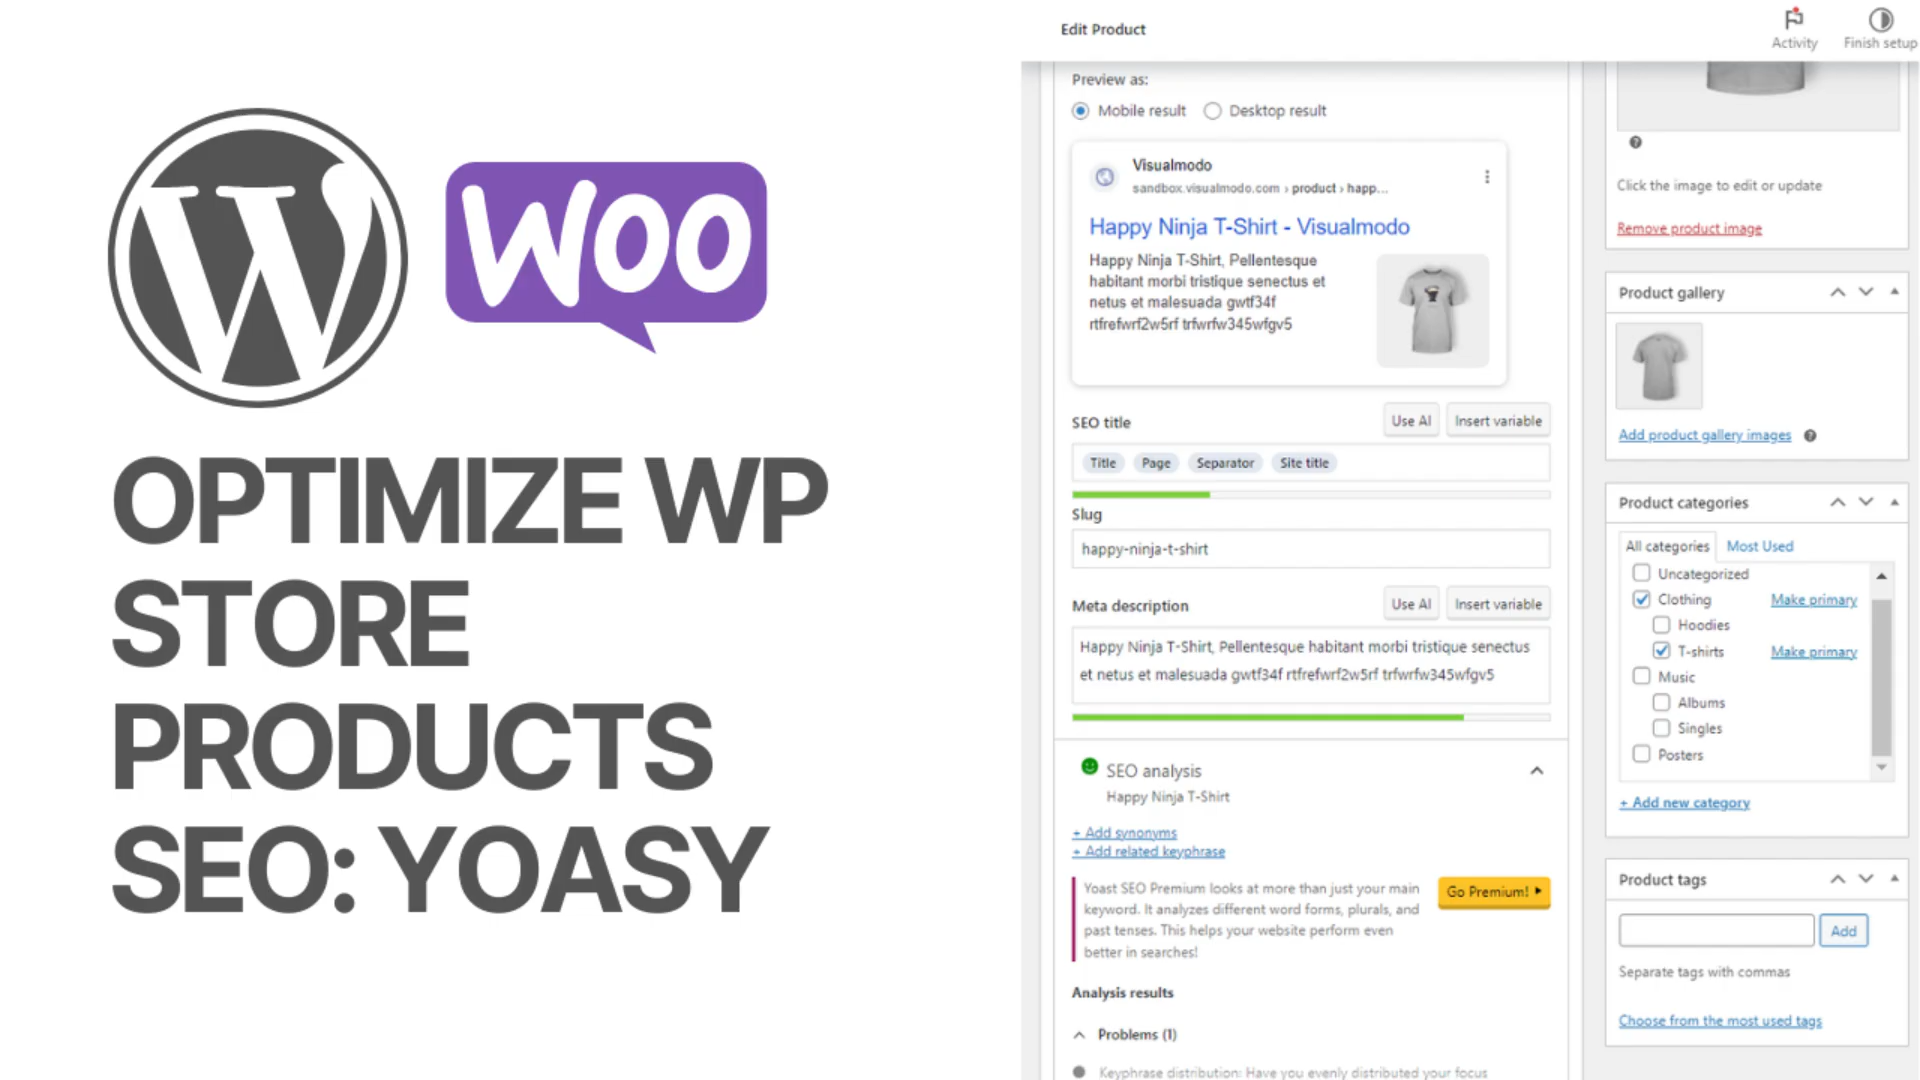 WOO
OPTIMIZE WP
STORE
PRODUCTS
SEO: YOASY
Edit Product
Activity
Finish setup
Preview as:
Mobile result
Desktop result
Visualmodo
sandbox.visualmodo.com › product › happ...
Happy Ninja T-Shirt - Visualmodo
Happy Ninja T-Shirt, Pellentesque
habitant morbi tristique senectus et
netus et malesuada gwtf34f
rtfrefwrf2w5rf trfwrfw345wfgv5
SEO title
Use AI
Insert variable
Title
Page
Separator
Site title
Slug
happy-ninja-t-shirt
Meta description
Use AI
Insert variable
Happy Ninja T-Shirt, Pellentesque habitant morbi tristique senectus
et netus et malesuada gwtf34f rtfrefwrf2w5rf trfwrfw345wfgv5
SEO analysis
Happy Ninja T-Shirt
+ Add synonyms
+ Add related keyphrase
Yoast SEO Premium looks at more than just your main
keyword. It analyzes different word forms, plurals, and
past tenses. This helps your website perform even
better in searches!
Go Premium!
Analysis results
Problems (1)
Keyphrase distribution: Have you evenly distributed your focus
Click the image to edit or update
Remove product image
Product gallery
Add product gallery images
Product categories
All categories
Most Used
Uncategorized
Clothing
Make primary
Hoodies
T-shirts
Make primary
Music
Albums
Singles
Posters
+ Add new category
Product tags
Add
Separate tags with commas
Choose from the most used tags